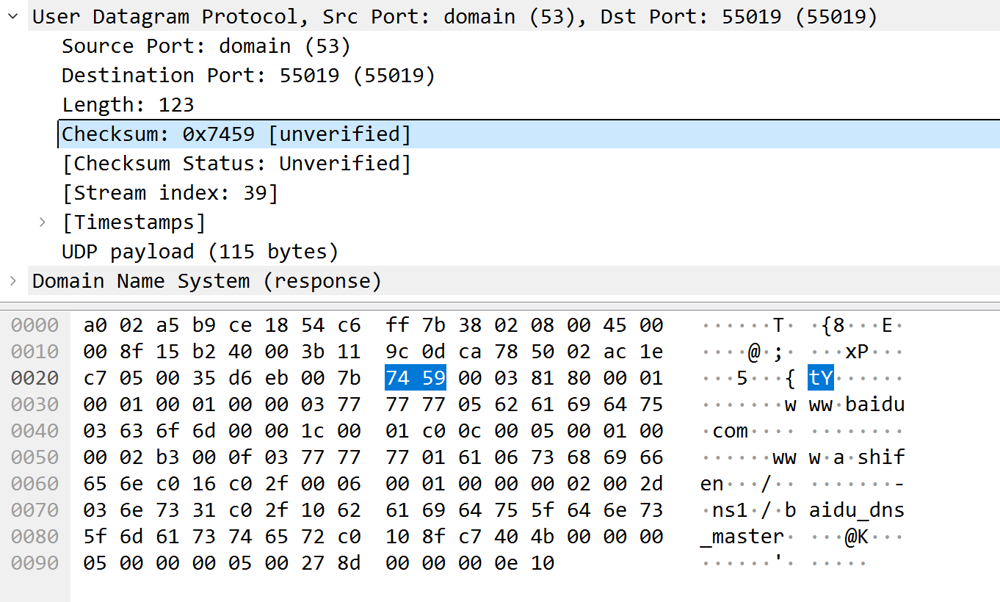 User Datagram Protocol, Src Port: domain (53), Dst Port: 55019 (55019)
Source Port: domain (53)
Destination Port: 55019 (55019)
Length: 123
Checksum: 0x7459 [unverified]
[Checksum Status: Unverified]
[Stream index: 39]
[Timestamps]
UDP payload (115 bytes)
Domain Name System (response)
0000 a0 02 a5 b9 ce 18 54 c6 ff 7b 38 02 08 00 45 00 ······T· ·{8···E·
0010 00 8f 15 b2 40 00 3b 11 9c 0d ca 78 50 02 ac 1e ····@·;· ···xP···
0020 c7 05 00 35 d6 eb 00 7b 74 59 00 03 81 80 00 01 ···5···{ tY······
0030 00 01 00 01 00 00 03 77 77 77 05 62 61 69 64 75 ·······w ww·baidu
0040 03 63 6f 6d 00 00 1c 00 01 c0 0c 00 05 00 01 00 ·com···· ········
0050 00 02 b3 00 0f 03 77 77 77 01 61 06 73 68 69 66 ······ww w·a·shif
0060 65 6e c0 16 c0 2f 00 06 00 01 00 00 00 02 00 2d en···/·· ·······-
0070 03 6e 73 31 c0 2f 10 62 61 69 64 75 5f 64 6e 73 ·ns1·/·b aidu_dns
0080 5f 6d 61 73 74 65 72 c0 10 8f c7 40 4b 00 00 00 _master· ···@K···
0090 05 00 00 00 05 00 27 8d 00 00 00 0e 10 ······'· ·····